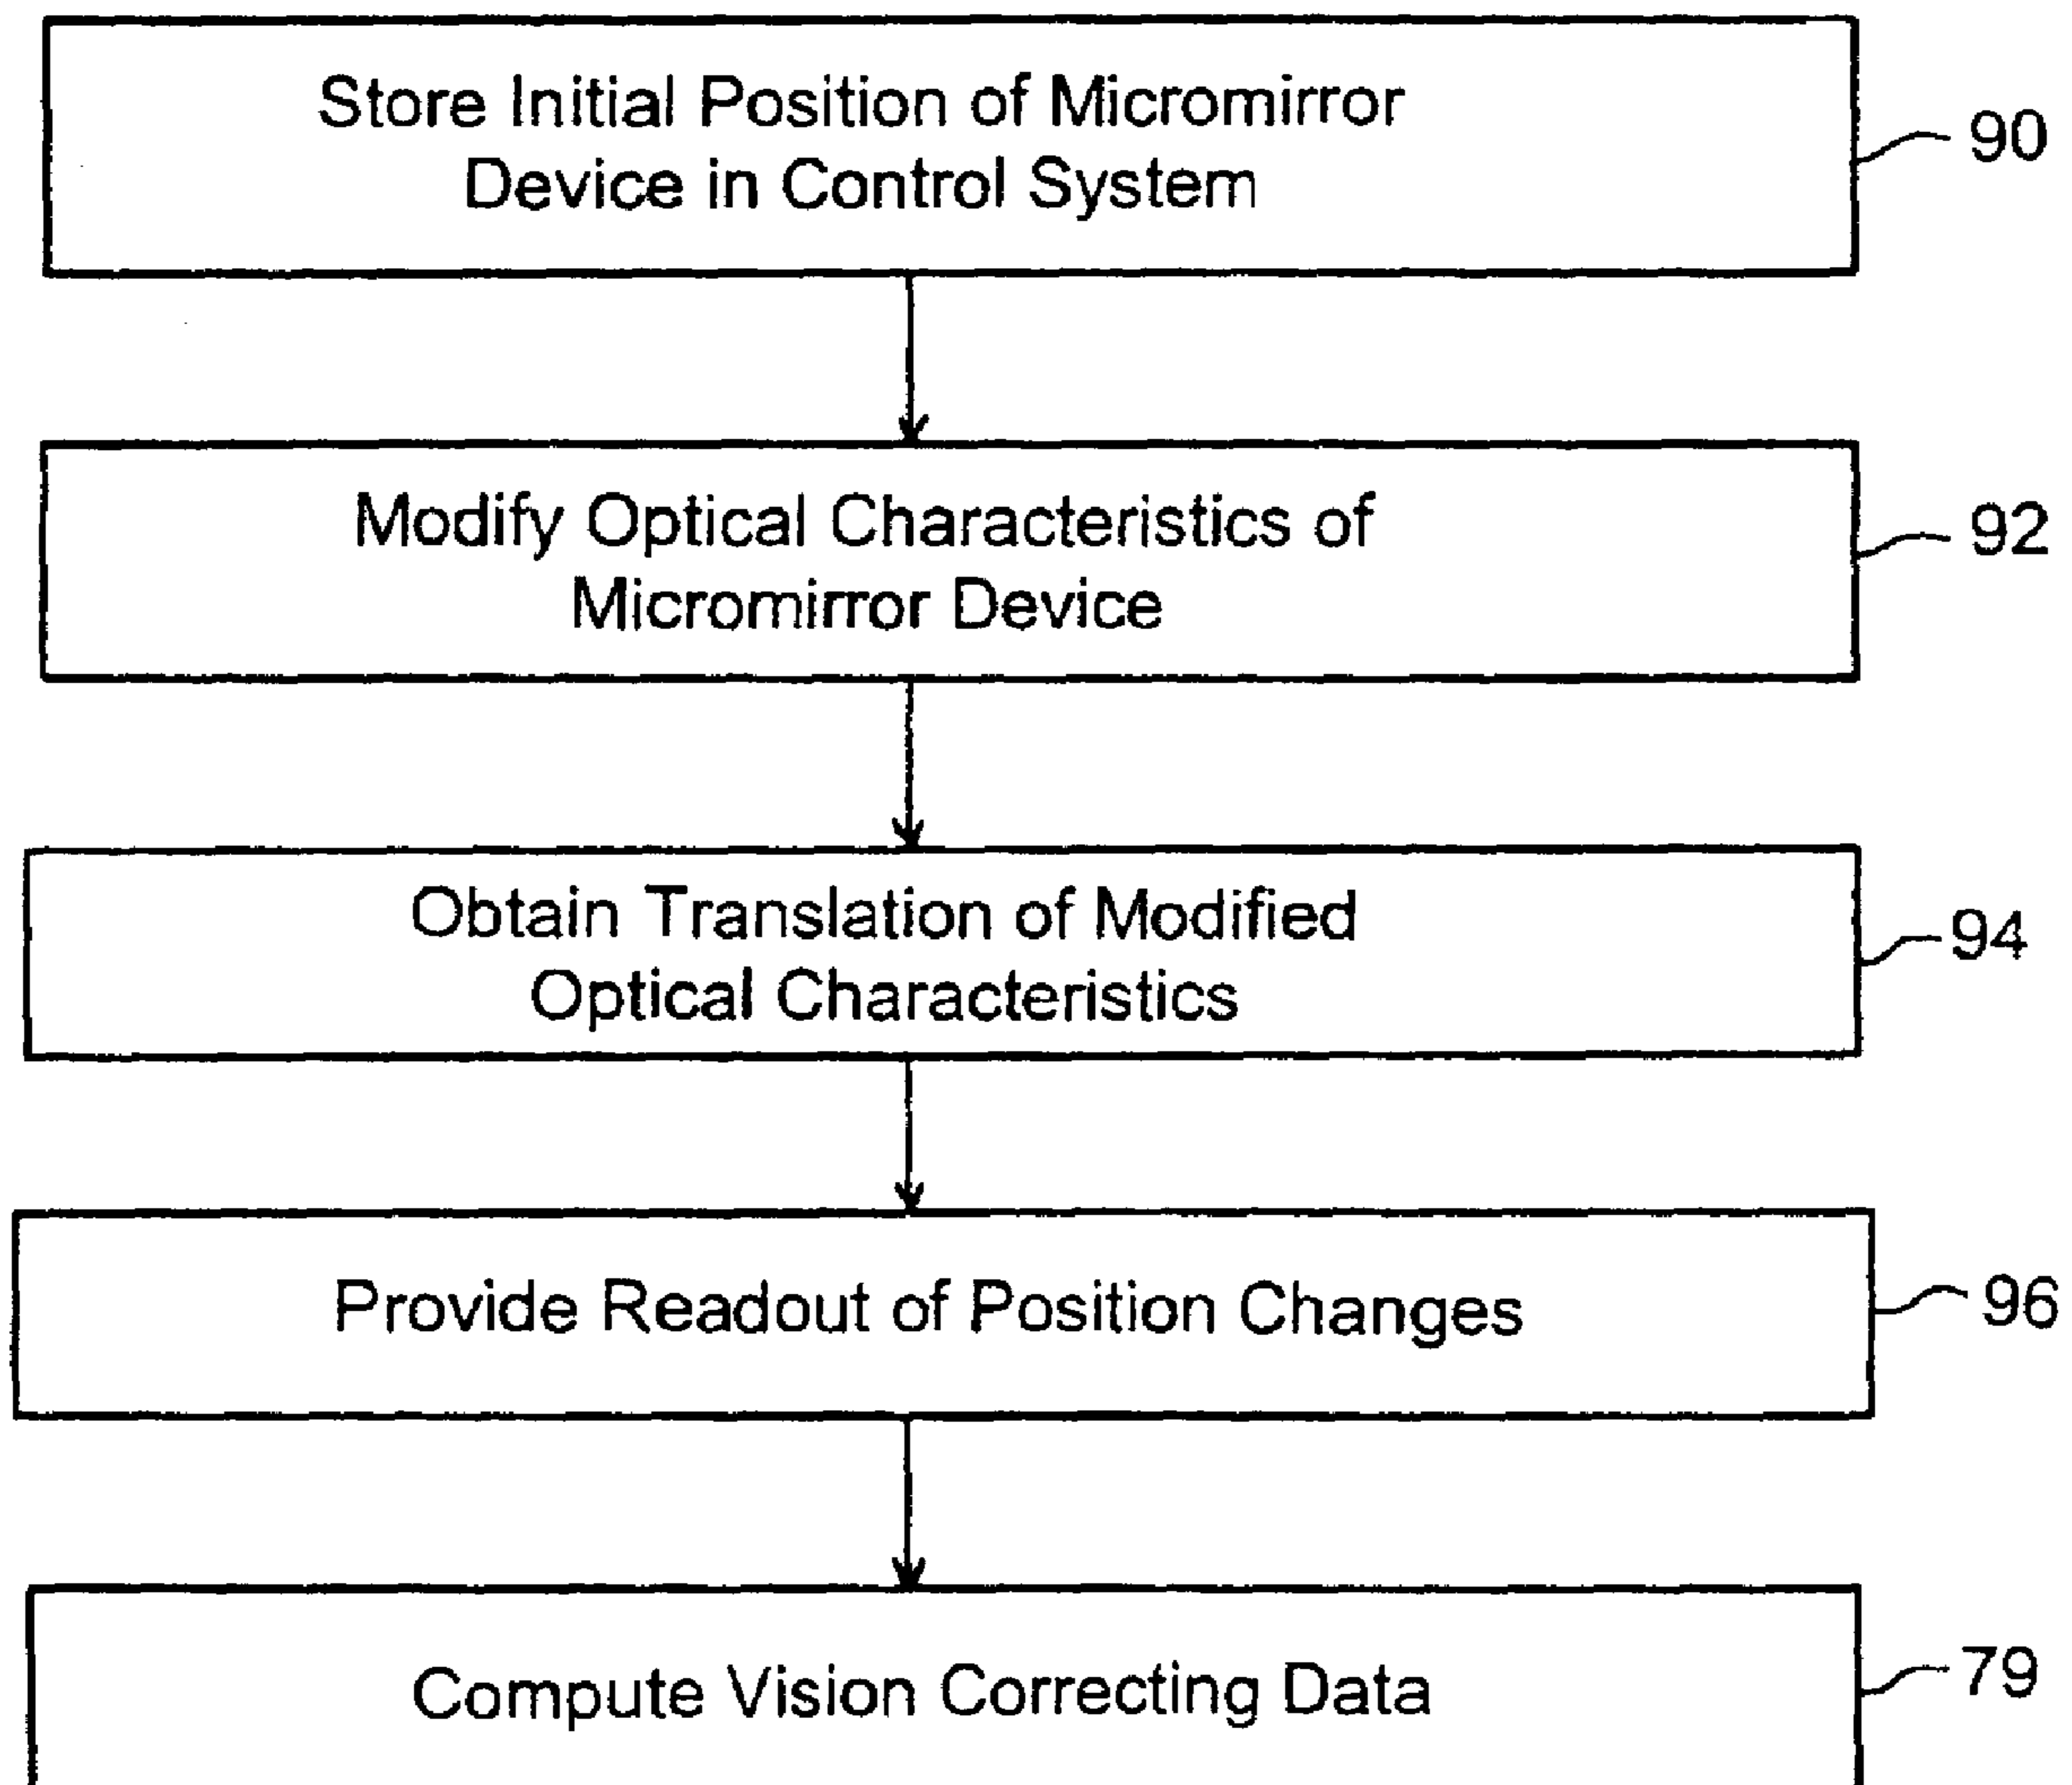 Store Initial Position of Micromirror
Device in Control System
90
Modify Optical Characteristics of
Micromirror Device
92
Obtain Translation of Modified
Optical Characteristics
94
Provide Readout of Position Changes
96
Compute Vision Correcting Data
79